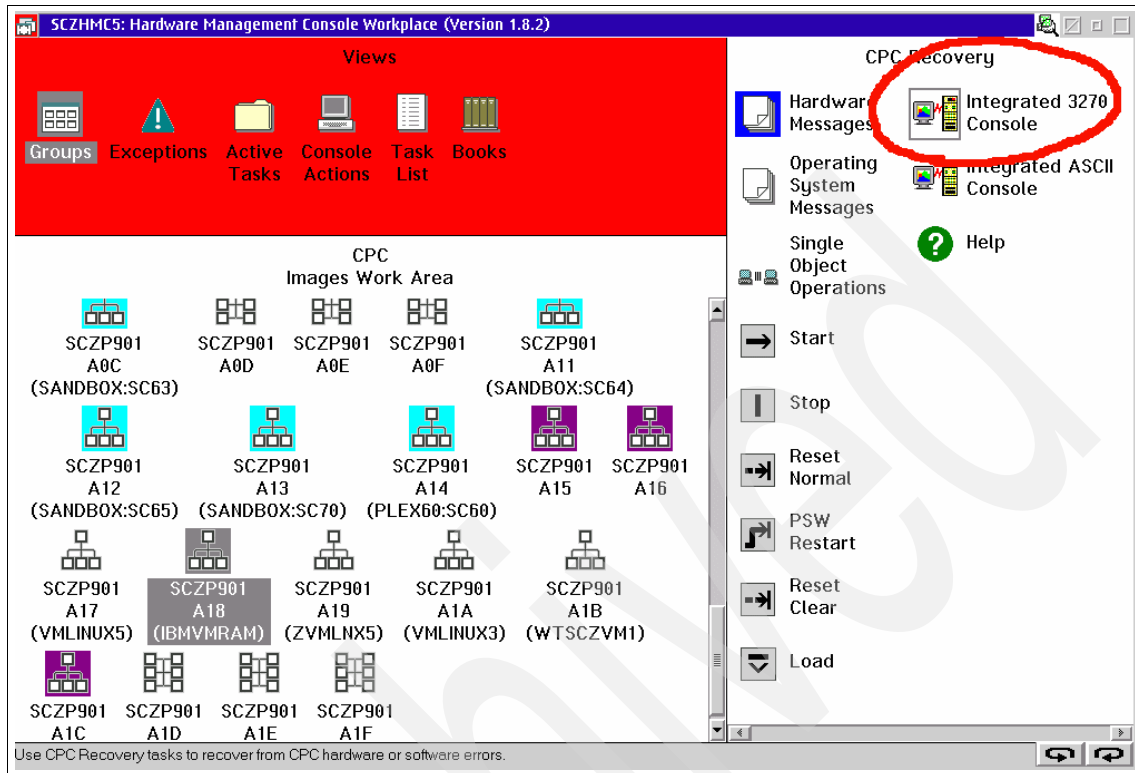 SCZHMC5: Hardware Management Console Workplace (Version 1.8.2)
Views
Groups
Exceptions
Active
Tasks
Console
Actions
Task
List
Books
CPC
Images Work Area
SCZP901
A0C
(SANDBOX:SC63)
SCZP901
A0D
SCZP901
A0E
SCZP901
A0F
SCZP901
A11
(SANDBOX:SC64)
SCZP901
A12
(SANDBOX:SC65)
SCZP901
A13
(SANDBOX:SC70)
SCZP901
A14
(PLEX60:SC60)
SCZP901
A15
SCZP901
A16
SCZP901
A17
(VMLINUX5)
SCZP901
A18
(IBMVMRAM)
SCZP901
A19
(ZVMLNX5)
SCZP901
A1A
(VMLINUX3)
SCZP901
A1B
(WTSCZVM1)
SCZP901
A1C
SCZP901
A1D
SCZP901
A1E
SCZP901
A1F
CPC Recovery
Hardware
Messages
Integrated 3270
Console
Operating
System
Messages
Integrated ASCII
Console
Single
Object
Operations
?
Help
Start
Stop
Reset
Normal
PSW
Restart
Reset
Clear
Load
Use CPC Recovery tasks to recover from CPC hardware or software errors.